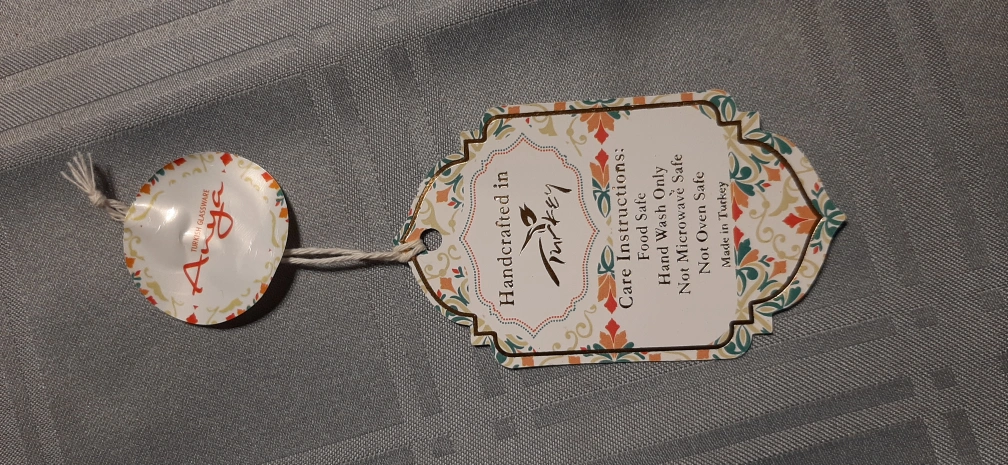 Handcrafted in
Turkey
Care Instructions:
Food Safe
Hand Wash Only
Not Microwave Safe
Not Oven Safe
Made in Turkey
TURKISH GLASSWARE
Anya